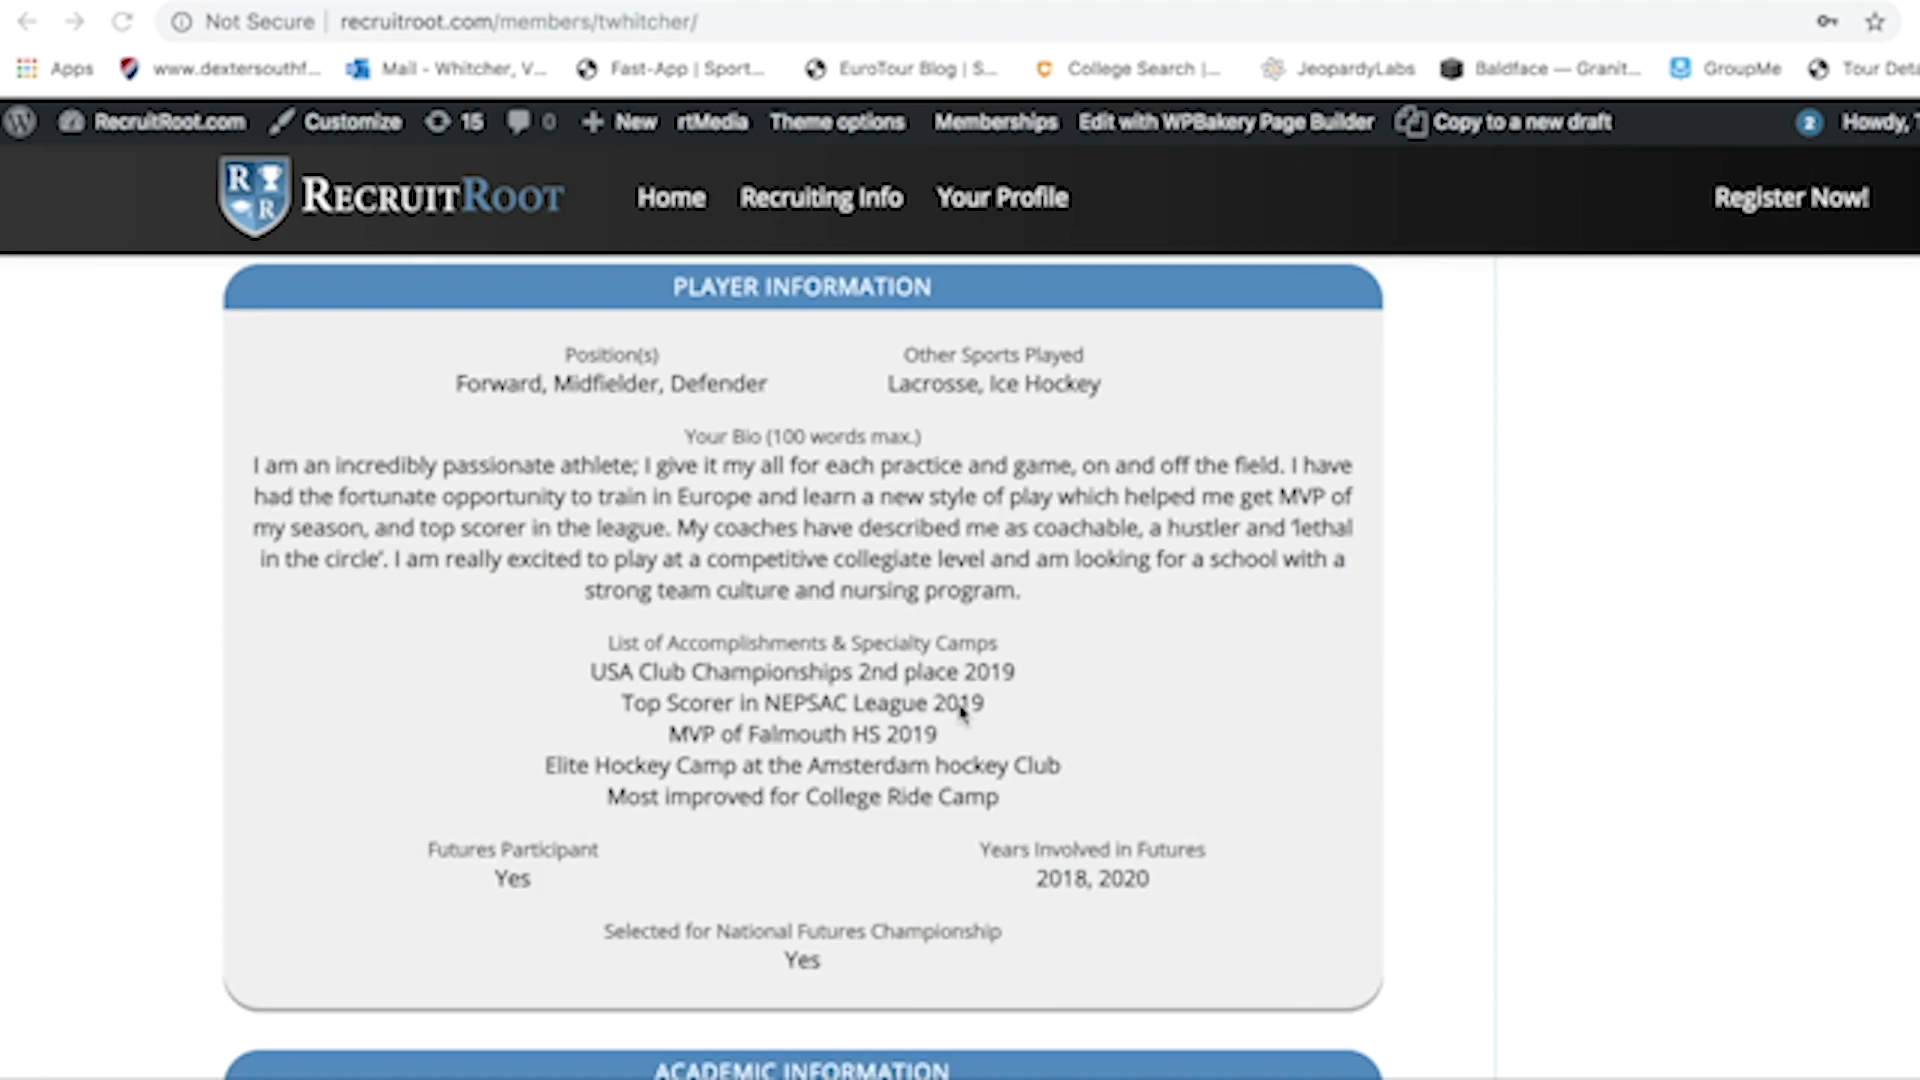 Not Secure | recruitroot.com/members/twhitcher/
Apps www.dextersouthf... Mail - Whitcher, V... Fast-App | Sport... EuroTour Blog | S... College Search |... JeopardyLabs Baldface — Granit... GroupMe Tour Deta
RecruitRoot.com Customize 15 0 New rtMedia Theme options Memberships Edit with WPBakery Page Builder Copy to a new draft 2 Howdy, T
R R RECRUITROOT Home Recruiting Info Your Profile Register Now!
PLAYER INFORMATION
Position(s) Other Sports Played
Forward, Midfielder, Defender Lacrosse, Ice Hockey
Your Bio (100 words max.)
I am an incredibly passionate athlete; I give it my all for each practice and game, on and off the field. I have
had the fortunate opportunity to train in Europe and learn a new style of play which helped me get MVP of
my season, and top scorer in the league. My coaches have described me as coachable, a hustler and 'lethal
in the circle'. I am really excited to play at a competitive collegiate level and am looking for a school with a
strong team culture and nursing program.
List of Accomplishments & Specialty Camps
USA Club Championships 2nd place 2019
Top Scorer in NEPSAC League 2019
MVP of Falmouth HS 2019
Elite Hockey Camp at the Amsterdam hockey Club
Most improved for College Ride Camp
Futures Participant Years Involved in Futures
Yes 2018, 2020
Selected for National Futures Championship
Yes
ACADEMIC INFORMATION